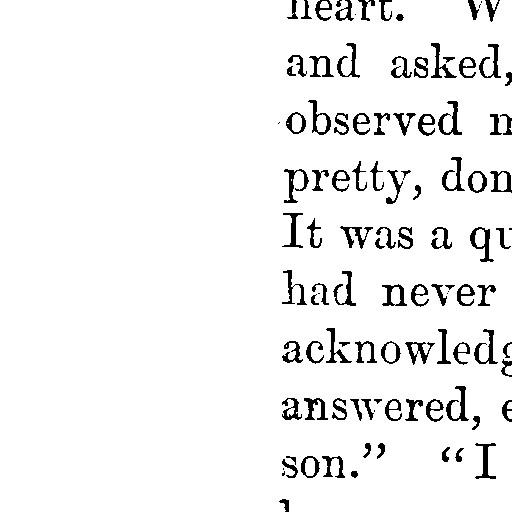 heart. W
and asked,
observed
pretty, don
It was a qu
had never
acknowledg
answered, e
son.” “I